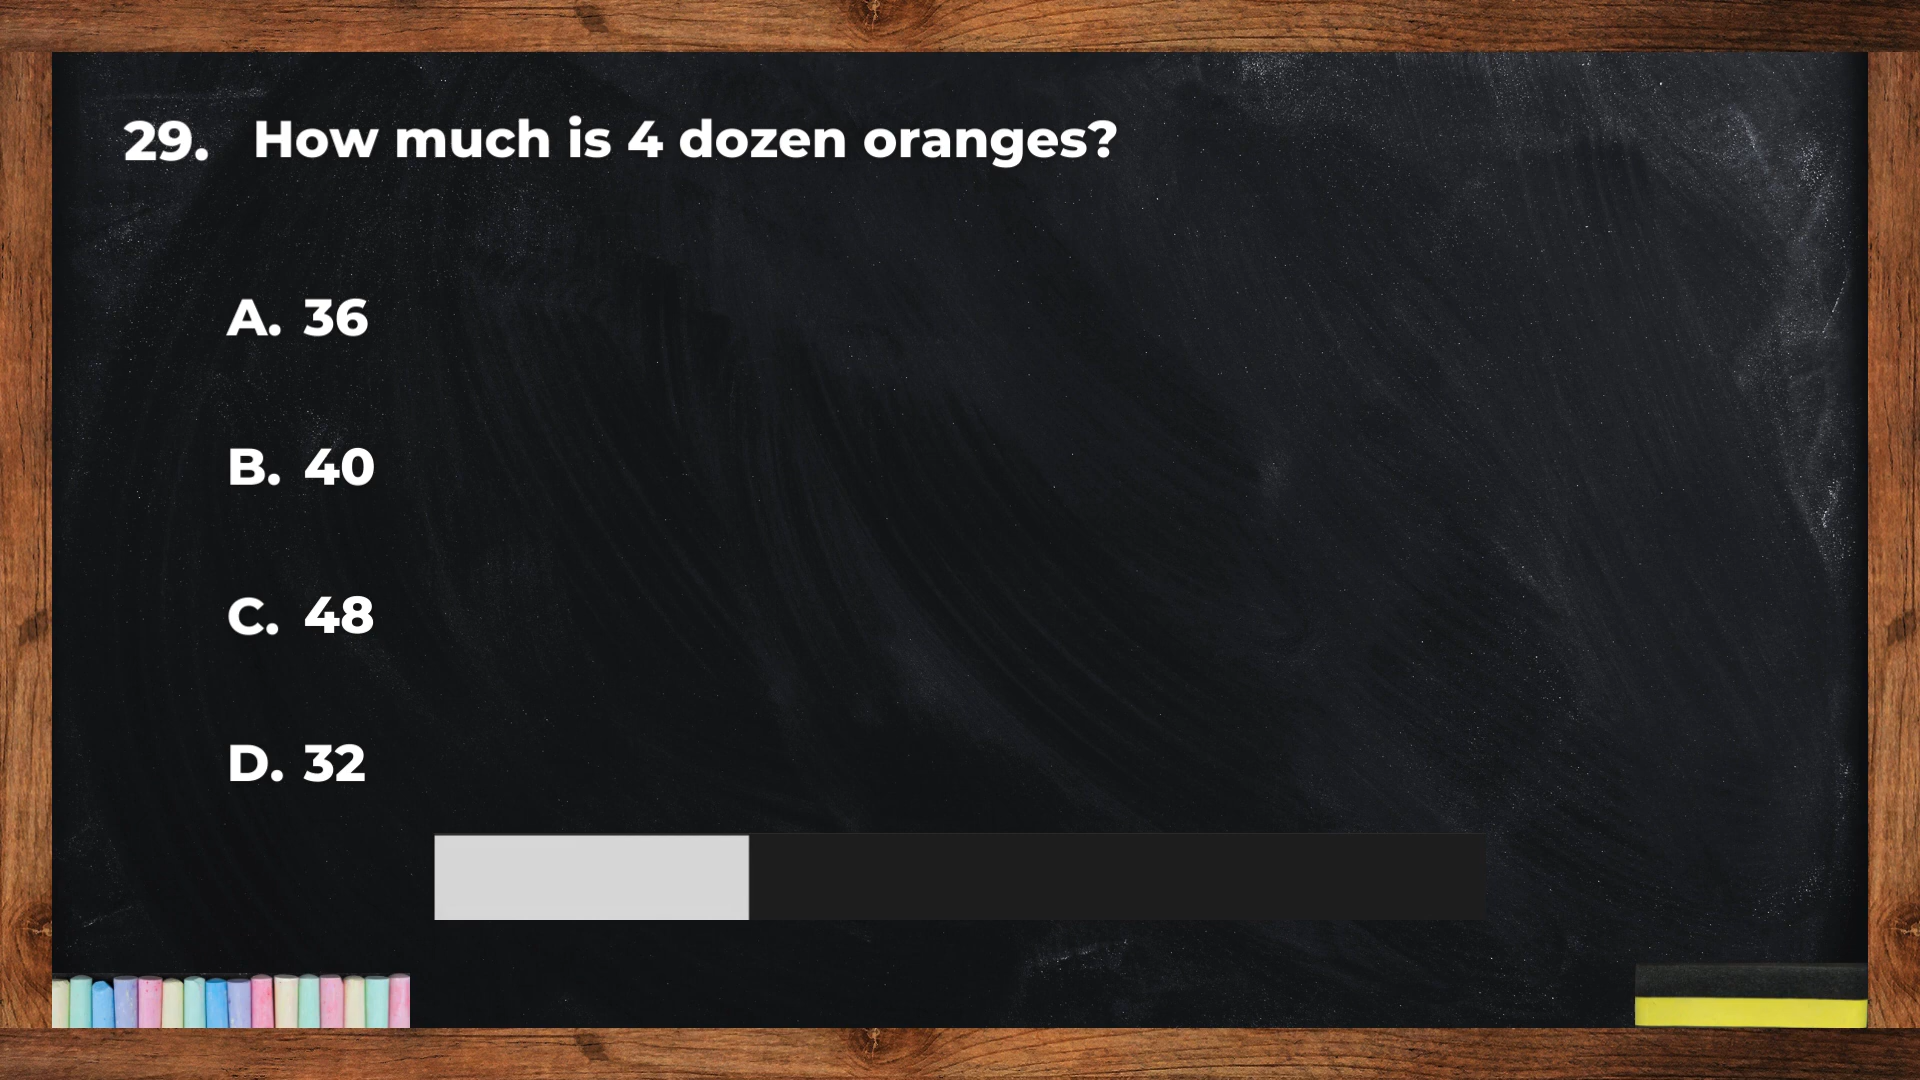 29. How much is 4 dozen oranges?
A. 36
B. 40
C. 48
D. 32